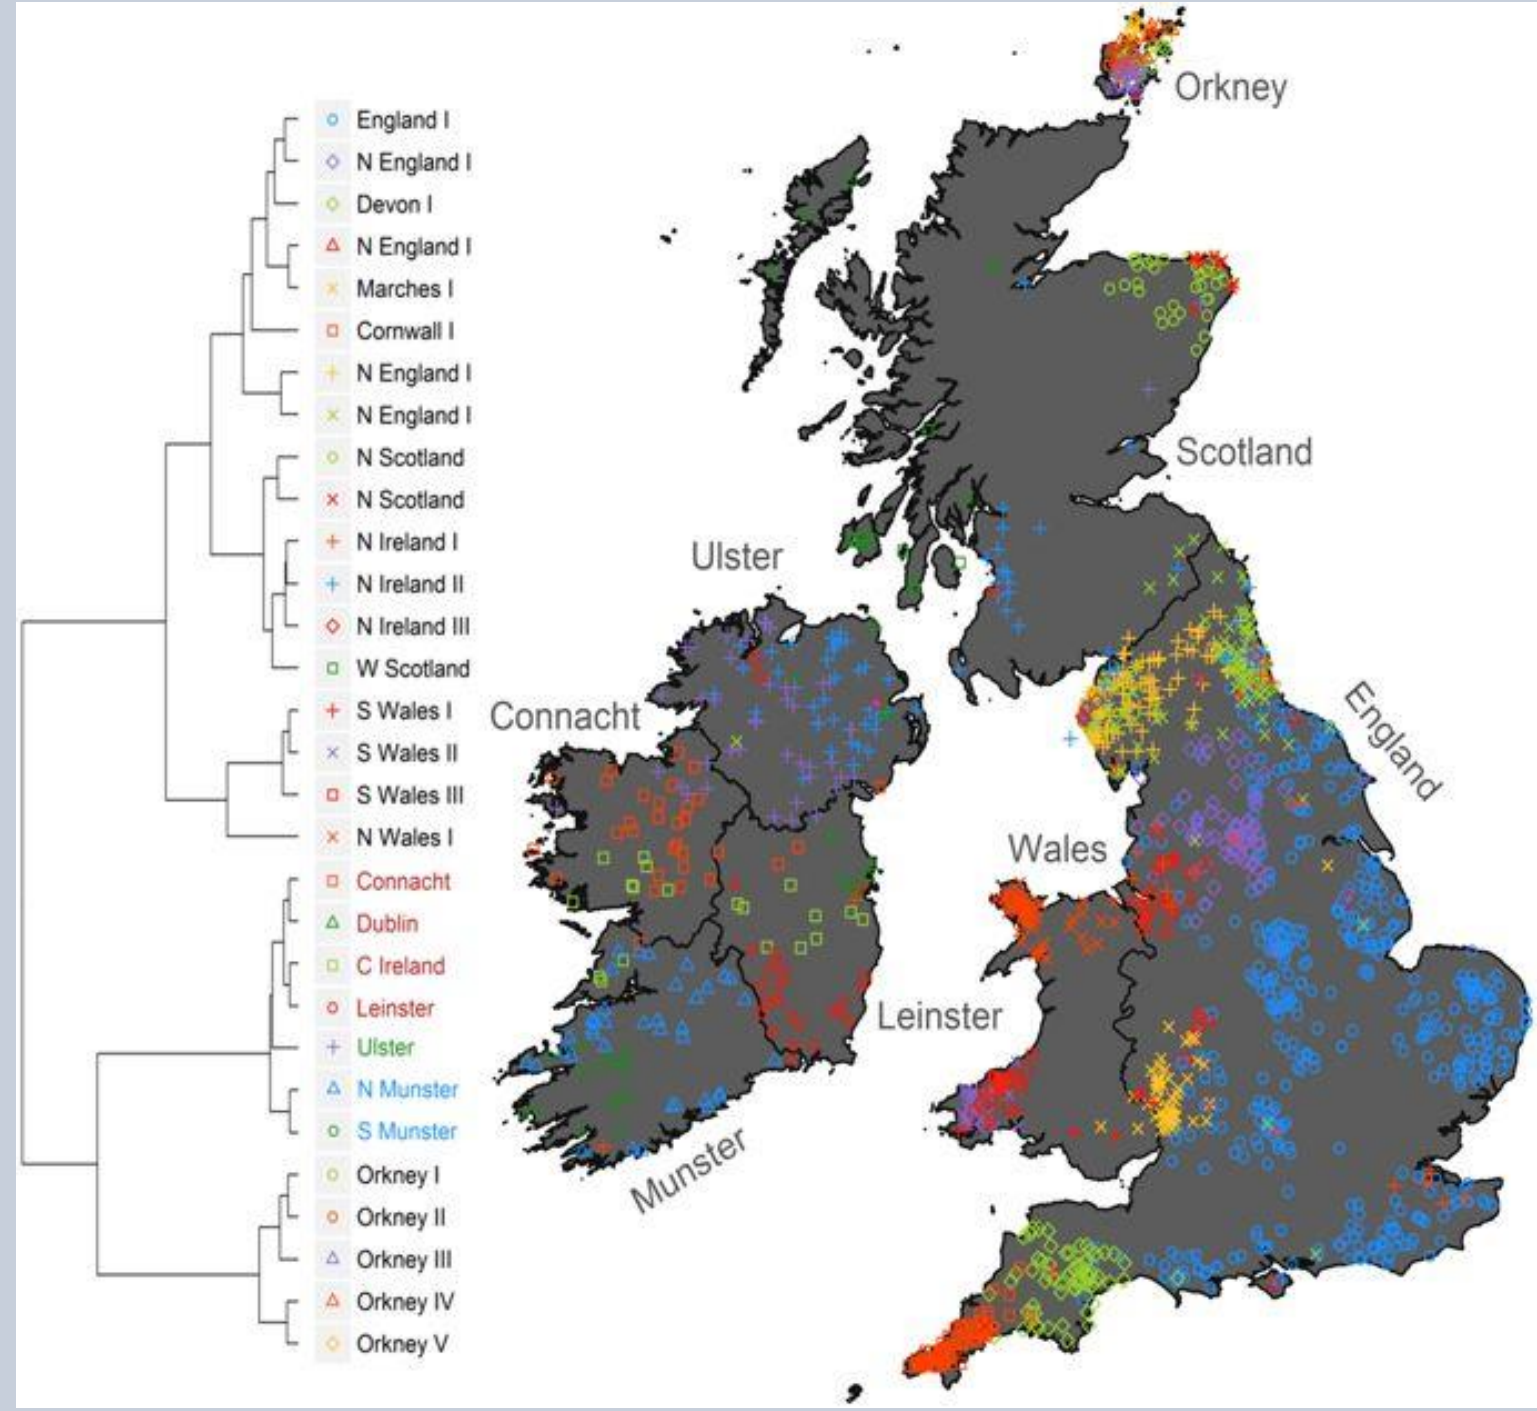 England I
N England I
Devon I
N England I
Marches I
Cornwall I
N England I
N England I
N Scotland
N Scotland
N Ireland I
N Ireland II
N Ireland III
W Scotland
S Wales I
S Wales II
S Wales III
N Wales I
Connacht
Dublin
C Ireland
Leinster
Ulster
N Munster
S Munster
Orkney I
Orkney II
Orkney III
Orkney IV
Orkney V
Orkney
Scotland
Ulster
Connacht
England
Wales
Leinster
Munster